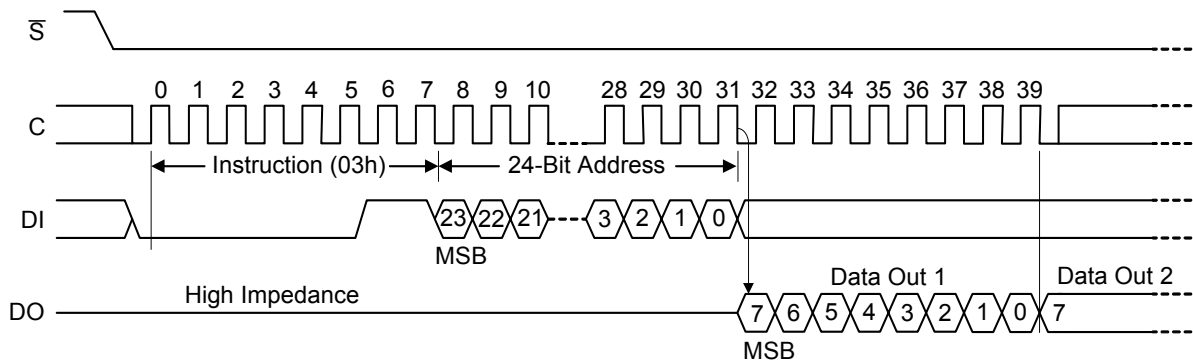 S̅
0 1 2 3 4 5 6 7 8 9 10 28 29 30 31 32 33 34 35 36 37 38 39
C
Instruction (03h) 24-Bit Address
DI 23 22 21 3 2 1 0
MSB
High Impedance Data Out 1 Data Out 2
DO 7 6 5 4 3 2 1 0 7
MSB